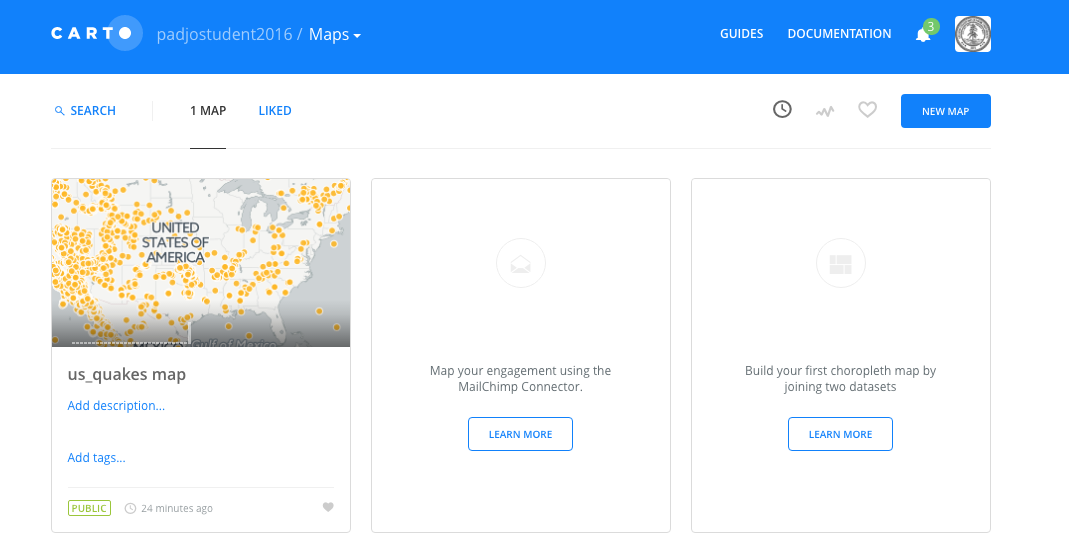 CARTO
padjostudent2016 / Maps
GUIDES
DOCUMENTATION
3
SEARCH
1 MAP
LIKED
NEW MAP
UNITED
STATES OF
AMERICA
Gulf of Mexico
us_quakes map
Add description...
Add tags...
PUBLIC
24 minutes ago
Map your engagement using the
MailChimp Connector.
LEARN MORE
Build your first choropleth map by
joining two datasets
LEARN MORE